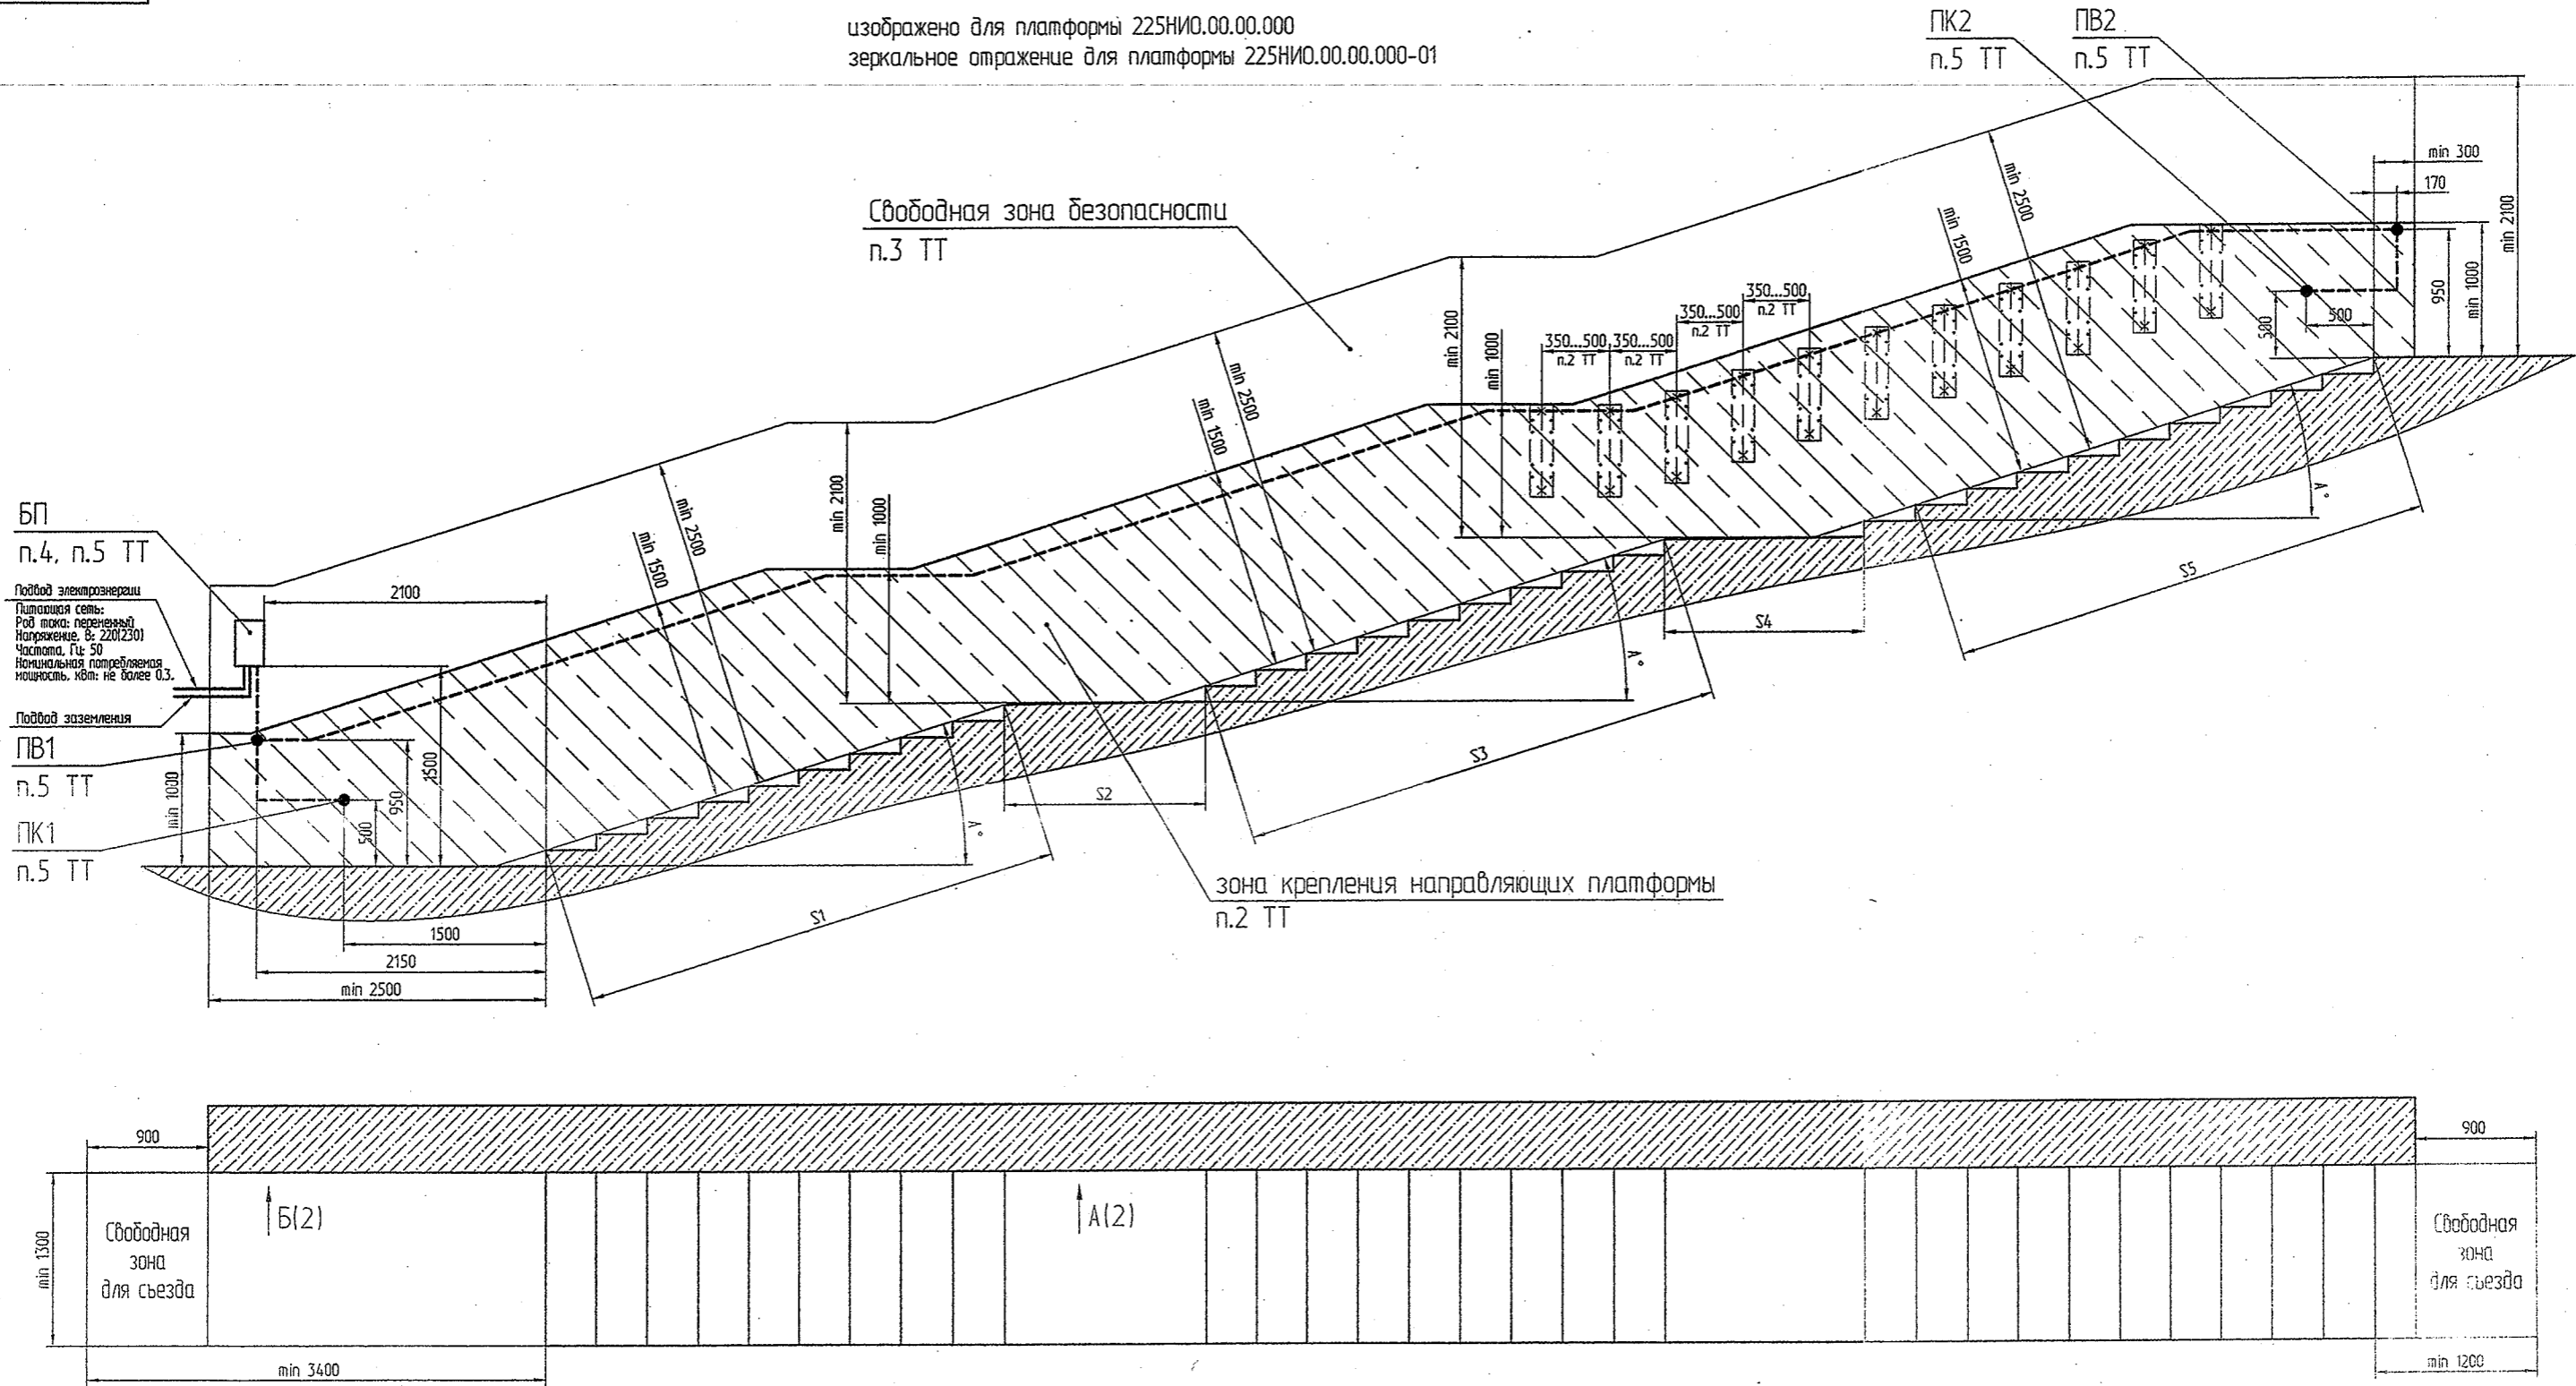 изображено для платформы 225НИО.00.00.000
зеркальное отражение для платформы 225НИО.00.00.000-01
ПК2
п.5 ТТ
ПВ2
п.5 ТТ
Свободная зона безопасности
п.3 ТТ
min 300
170
min 2100
min 1000
950
500
500
min 2500
min 1500
350...500
п.2 ТТ
350...500
п.2 ТТ
350...500
п.2 ТТ
350...500
п.2 ТТ
min 2100
min 1000
min 2500
min 1500
min 2100
min 1000
min 2500
min 1500
БП
п.4, п.5 ТТ
Подвод электроэнергии
Питающая сеть:
Род тока: переменный
Напряжение, В: 220(230)
Частота, Гц: 50
Номинальная потребляемая
мощность, кВт: не более 0.3.
Подвод заземления
2100
ПВ1
п.5 ТТ
ПК1
п.5 ТТ
min 1000
500
950
1500
1500
2150
min 2500
A°
A°
A°
S1
S2
S3
S4
S5
зона крепления направляющих платформы
п.2 ТТ
900
900
min 1300
Свободная
зона
для съезда
Б(2)
А(2)
Свободная
зона
для съезда
min 3400
min 1200